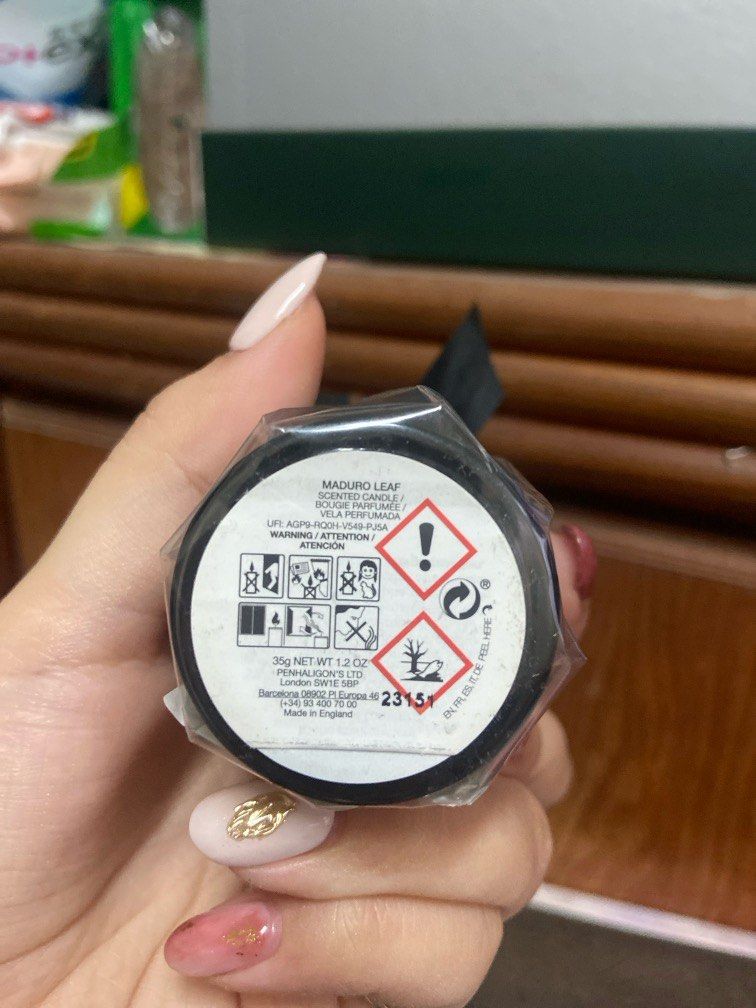 MADURO LEAF
SCENTED CANDLE /
BOUGIE PARFUMÉE /
VELA PERFUMADA
UFI: AGP9-RQ0H-V549-PJ5A
WARNING / ATTENTION /
ATENCIÓN
®
35g NET WT 1.2 OZ
PENHALIGON'S LTD
London SW1E 5BP
Barcelona 08902 Pl Europa 46
23151
(+34) 93 400 70 00
Made in England
EN, FR, ES, IT, DE PEEL HERE